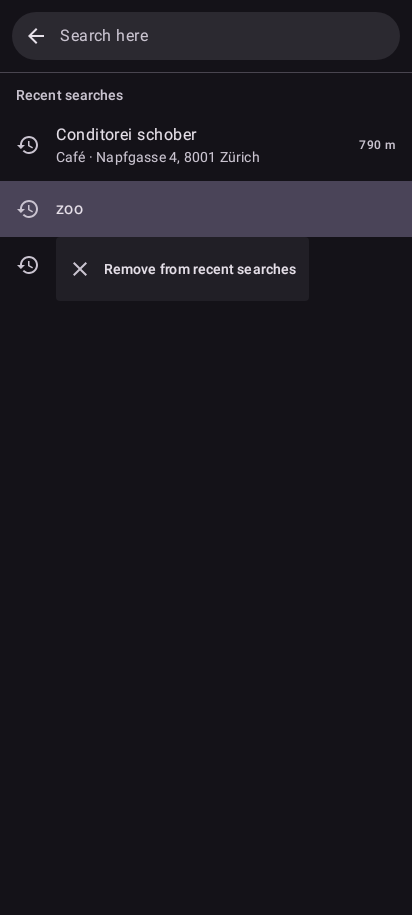 Search here
Recent searches
Conditorei schober
Café · Napfgasse 4, 8001 Zürich
790 m
zoo
Remove from recent searches